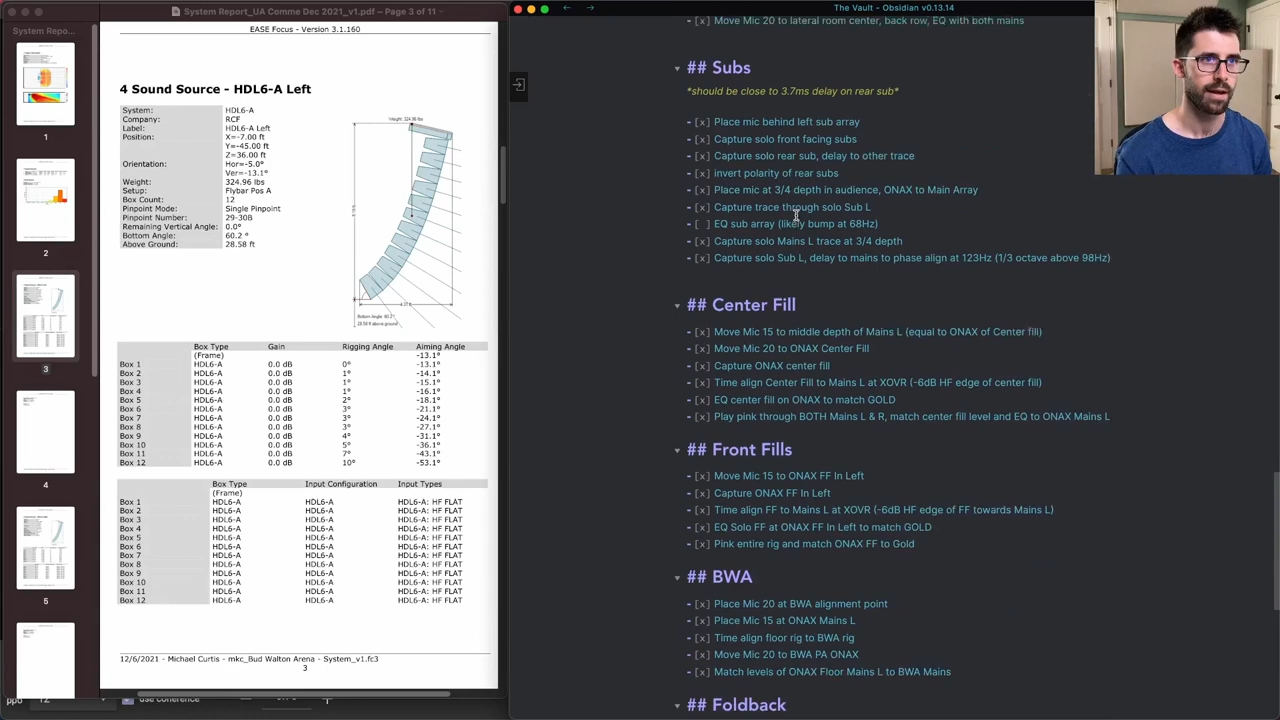 System Report_UA Comme Dec 2021_v1.pdf – Page 3 of 11
System Repo...
1
2
3
4
5
EASE Focus - Version 3.1.160
4 Sound Source - HDL6-A Left
System: HDL6-A
Company: RCF
Label: HDL6-A Left
Position: X=-7.00 ft
Y=-45.00 ft
Z=36.00 ft
Orientation: Hor=-5.0°
Ver=-13.1°
Weight: 324.96 lbs
Setup: Flybar Pos A
Box Count: 12
Pinpoint Mode: Single Pinpoint
Pinpoint Number: 29-30B
Remaining Vertical Angle: 0.0°
Bottom Angle: 60.2 °
Above Ground: 28.58 ft
Weight: 324.96 lbs
Bottom Angle: 60.2°
28.58 ft above ground
Box Type Gain Rigging Angle Aiming Angle
(Frame) -13.1°
Box 1 HDL6-A 0.0 dB 0° -13.1°
Box 2 HDL6-A 0.0 dB 1° -14.1°
Box 3 HDL6-A 0.0 dB 1° -15.1°
Box 4 HDL6-A 0.0 dB 1° -16.1°
Box 5 HDL6-A 0.0 dB 2° -18.1°
Box 6 HDL6-A 0.0 dB 3° -21.1°
Box 7 HDL6-A 0.0 dB 3° -24.1°
Box 8 HDL6-A 0.0 dB 3° -27.1°
Box 9 HDL6-A 0.0 dB 4° -31.1°
Box 10 HDL6-A 0.0 dB 5° -36.1°
Box 11 HDL6-A 0.0 dB 7° -43.1°
Box 12 HDL6-A 0.0 dB 10° -53.1°
Box Type Input Configuration Input Types
(Frame)
Box 1 HDL6-A HDL6-A HDL6-A: HF FLAT
Box 2 HDL6-A HDL6-A HDL6-A: HF FLAT
Box 3 HDL6-A HDL6-A HDL6-A: HF FLAT
Box 4 HDL6-A HDL6-A HDL6-A: HF FLAT
Box 5 HDL6-A HDL6-A HDL6-A: HF FLAT
Box 6 HDL6-A HDL6-A HDL6-A: HF FLAT
Box 7 HDL6-A HDL6-A HDL6-A: HF FLAT
Box 8 HDL6-A HDL6-A HDL6-A: HF FLAT
Box 9 HDL6-A HDL6-A HDL6-A: HF FLAT
Box 10 HDL6-A HDL6-A HDL6-A: HF FLAT
Box 11 HDL6-A HDL6-A HDL6-A: HF FLAT
Box 12 HDL6-A HDL6-A HDL6-A: HF FLAT
12/6/2021 - Michael Curtis - mkc_Bud Walton Arena - System_v1.fc3
3
ppo 12 use coherence
The Vault - Obsidian v0.13.14
- [x] Move Mic 20 to lateral room center, back row, EQ with both mains
## Subs
*should be close to 3.7ms delay on rear sub*
- [x] Place mic behind left sub array
- [x] Capture solo front facing subs
- [x] Capture solo rear sub, delay to other trace
- [x] invert polarity of rear subs
- [x] Place mic at 3/4 depth in audience, ONAX to Main Array
- [x] Capture trace through solo Sub L
- [ ] EQ sub array (likely bump at 68Hz)
- [x] Capture solo Mains L trace at 3/4 depth
- [x] Capture solo Sub L, delay to mains to phase align at 123Hz (1/3 octave above 98Hz)
## Center Fill
- [x] Move Mic 15 to middle depth of Mains L (equal to ONAX of Center fill)
- [x] Move Mic 20 to ONAX Center Fill
- [x] Capture ONAX center fill
- [x] Time align Center Fill to Mains L at XOVR (-6dB HF edge of center fill)
- [x] EQ center fill on ONAX to match GOLD
- [x] Play pink through BOTH Mains L & R, match center fill level and EQ to ONAX Mains L
## Front Fills
- [x] Move Mic 15 to ONAX FF In Left
- [x] Capture ONAX FF In Left
- [x] Time align FF to Mains L at XOVR (-6dB HF edge of FF towards Mains L)
- [x] EQ Solo FF at ONAX FF In Left to match GOLD
- [x] Pink entire rig and match ONAX FF to Gold
## BWA
- [x] Place Mic 20 at BWA alignment point
- [x] Place Mic 15 at ONAX Mains L
- [x] Time align floor rig to BWA rig
- [x] Move Mic 20 to BWA PA ONAX
- [x] Match levels of ONAX Floor Mains L to BWA Mains
## Foldback